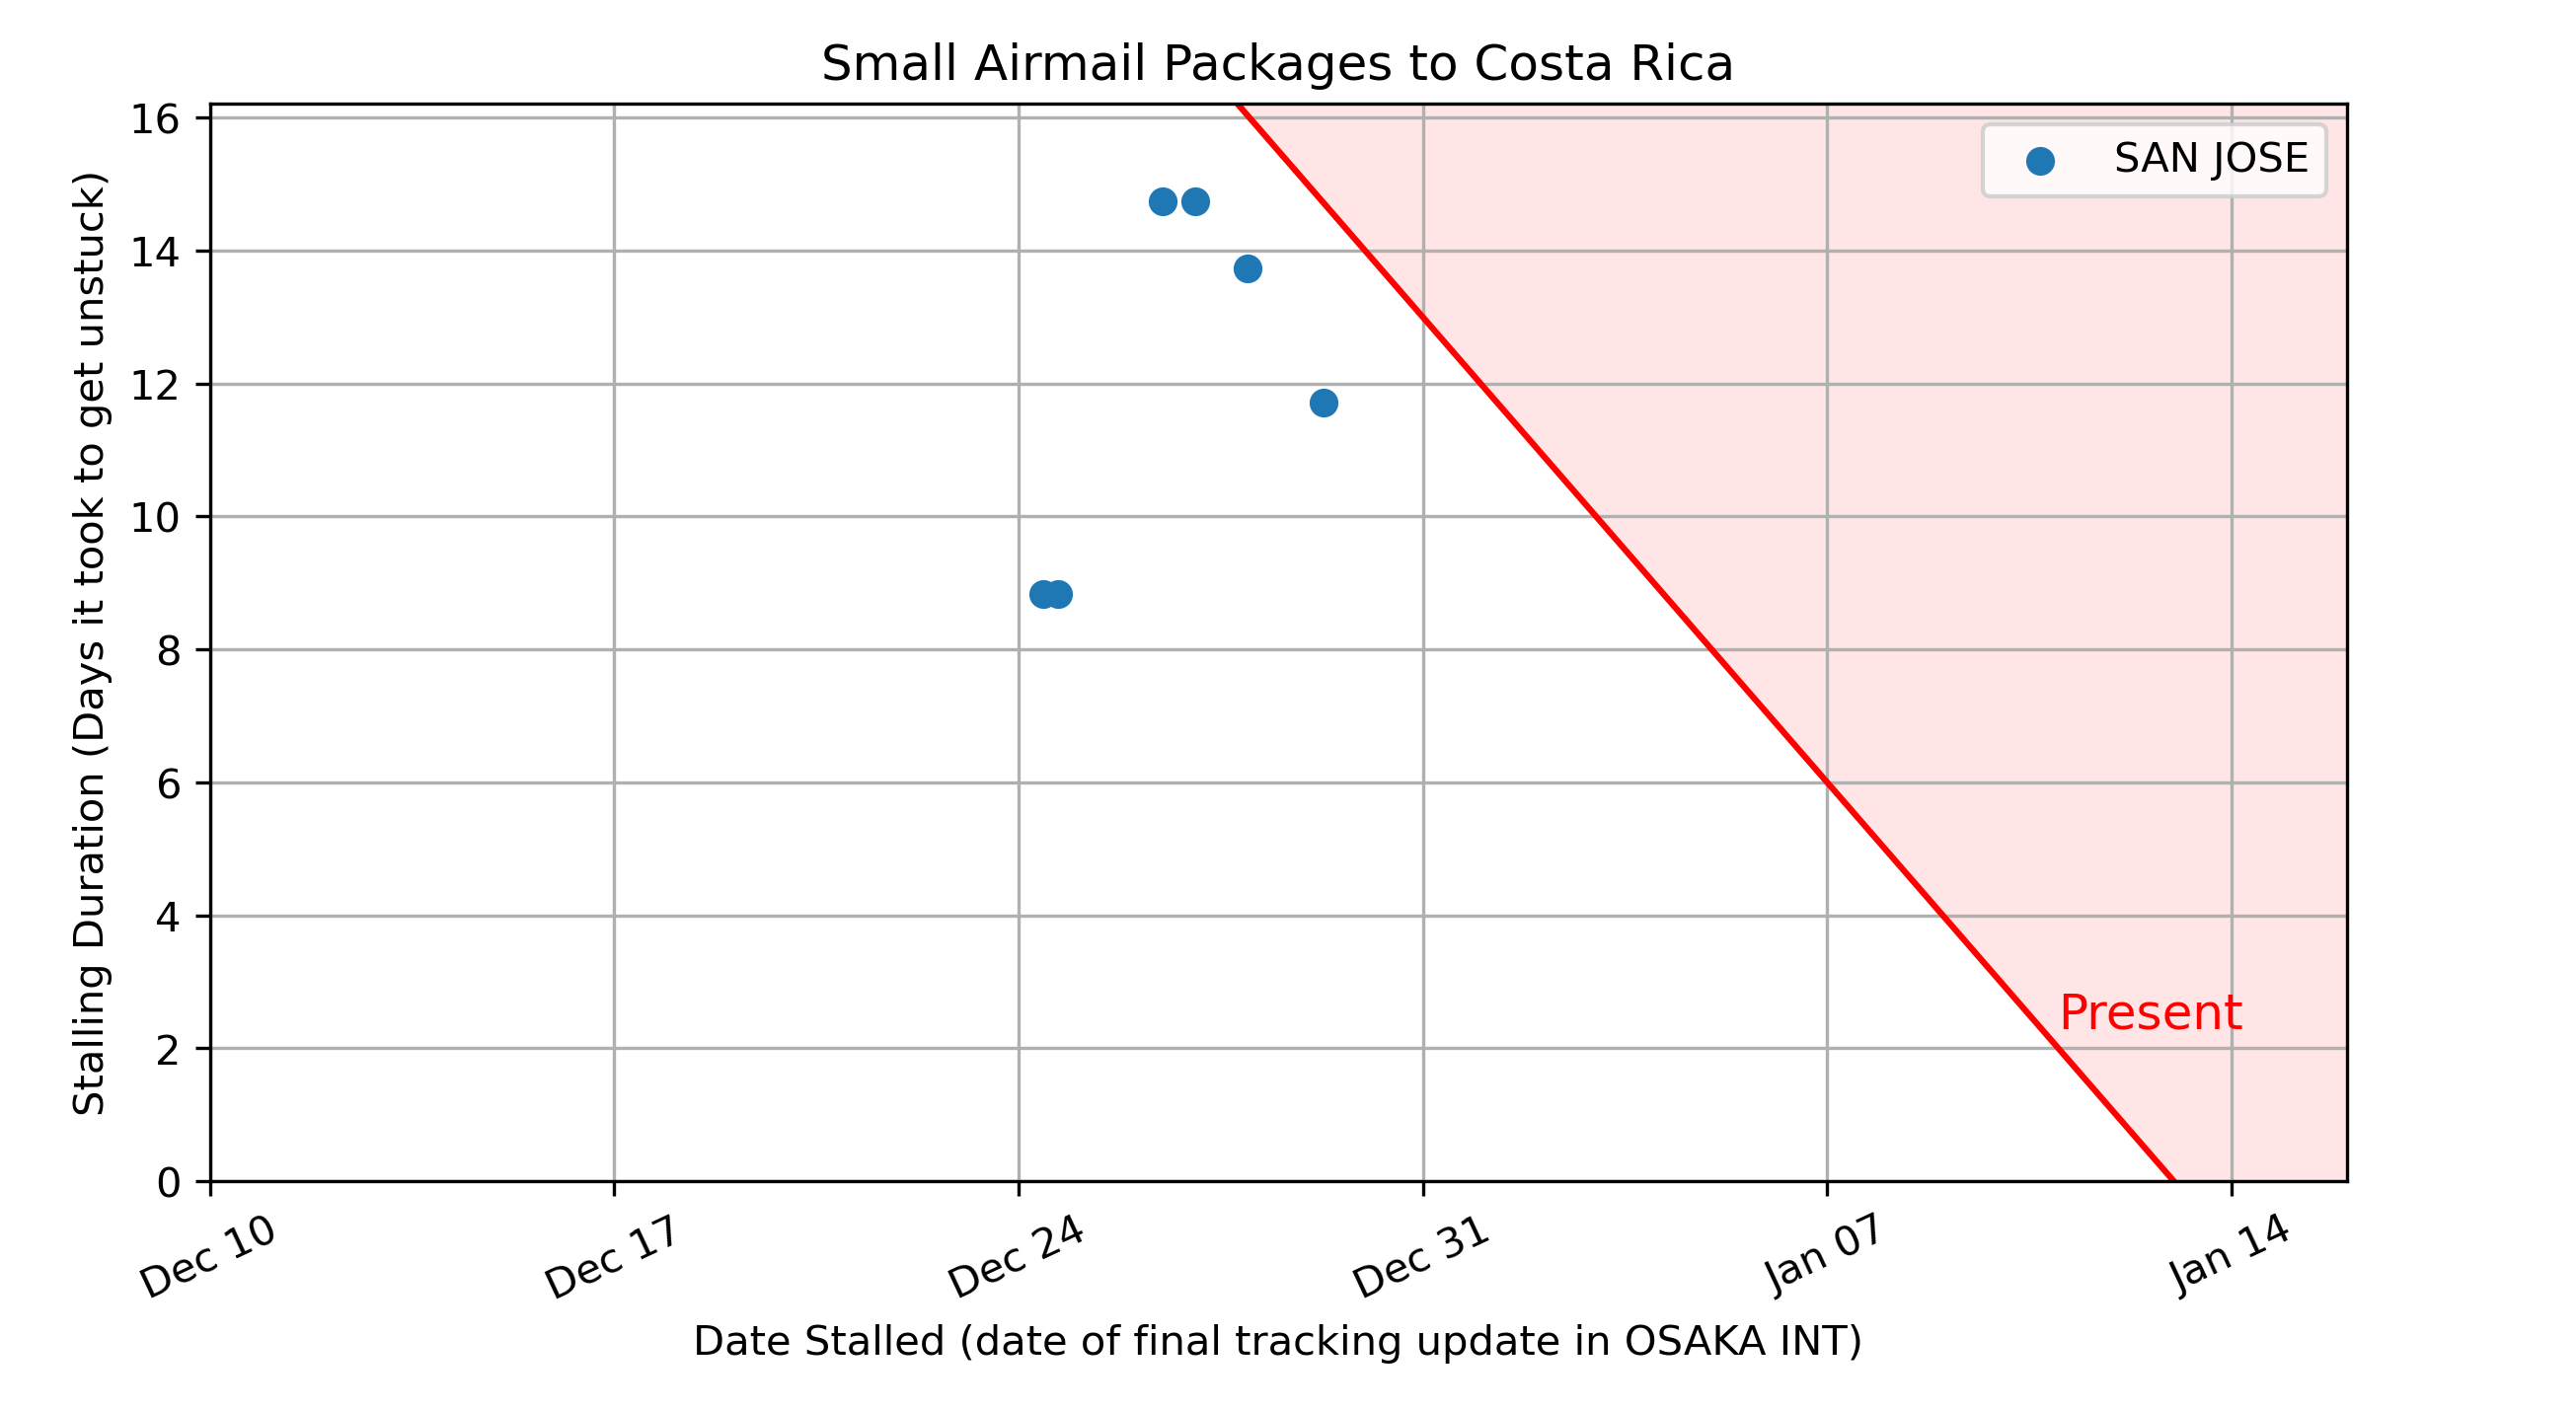 Small Airmail Packages to Costa Rica
Stalling Duration (Days it took to get unstuck)
16
14
12
10
8
6
4
2
0
SAN JOSE
Present
Dec 10
Dec 17
Dec 24
Dec 31
Jan 07
Jan 14
Date Stalled (date of final tracking update in OSAKA INT)